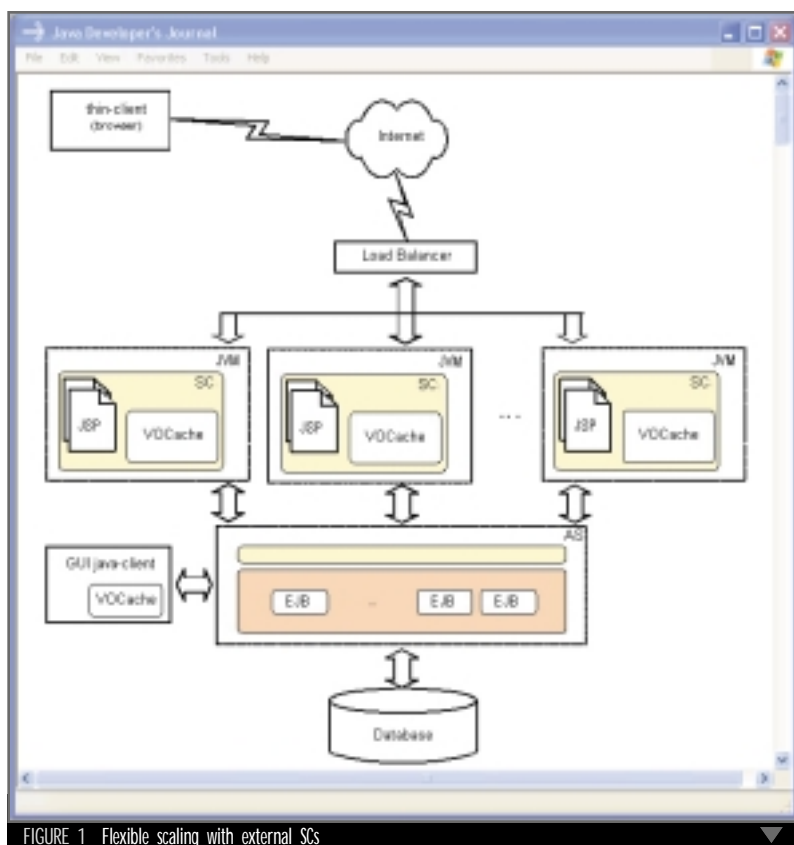 Java Developer's Journal
File Edit View Favorites Tools Help
thin-client
(browser)
Internet
Load Balancer
JVM
SC
JSP
VOCache
JVM
SC
JSP
VOCache
...
JVM
SC
JSP
VOCache
AS
GUI java-client
VOCache
EJB
...
EJB
EJB
Database
FIGURE 1 Flexible scaling with external SCs